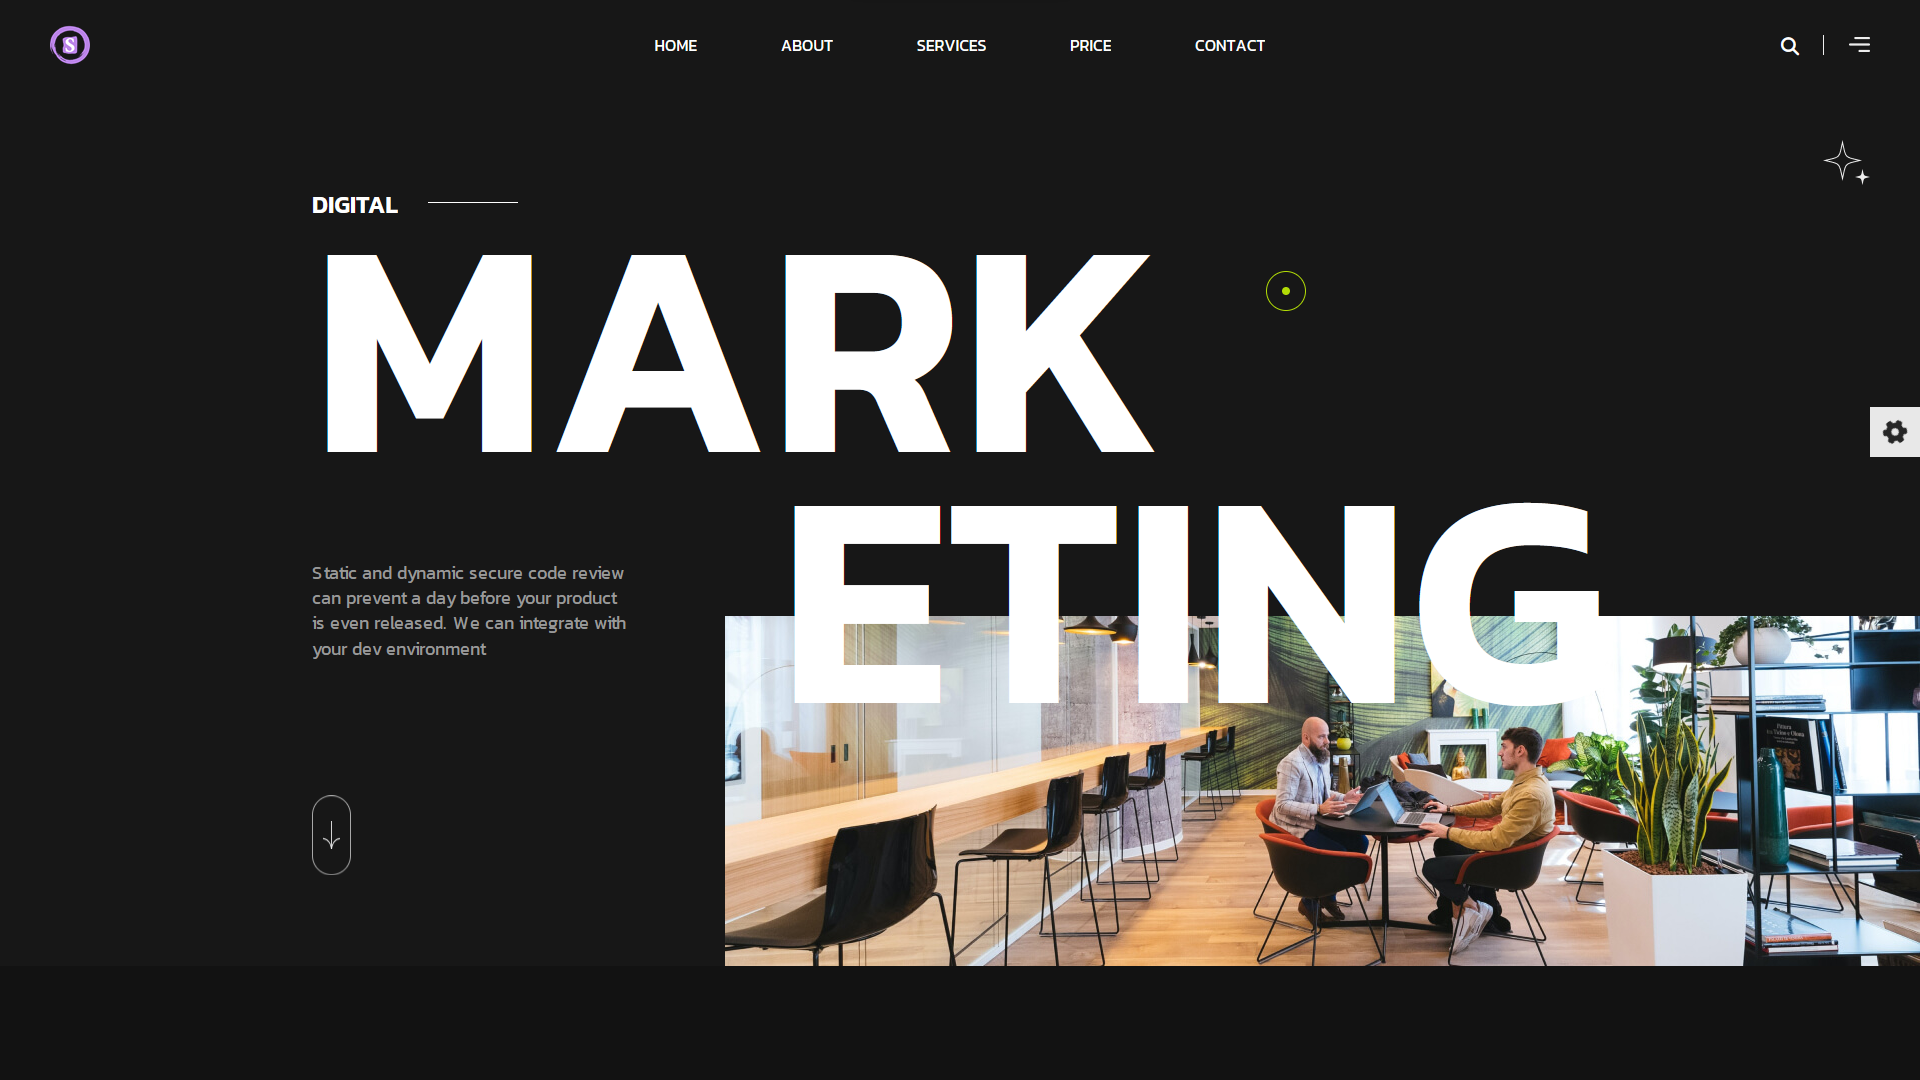 S
HOME
ABOUT
SERVICES
PRICE
CONTACT
DIGITAL
MARK
ETING
Static and dynamic secure code review
can prevent a day before your product
is even released. We can integrate with
your dev environment